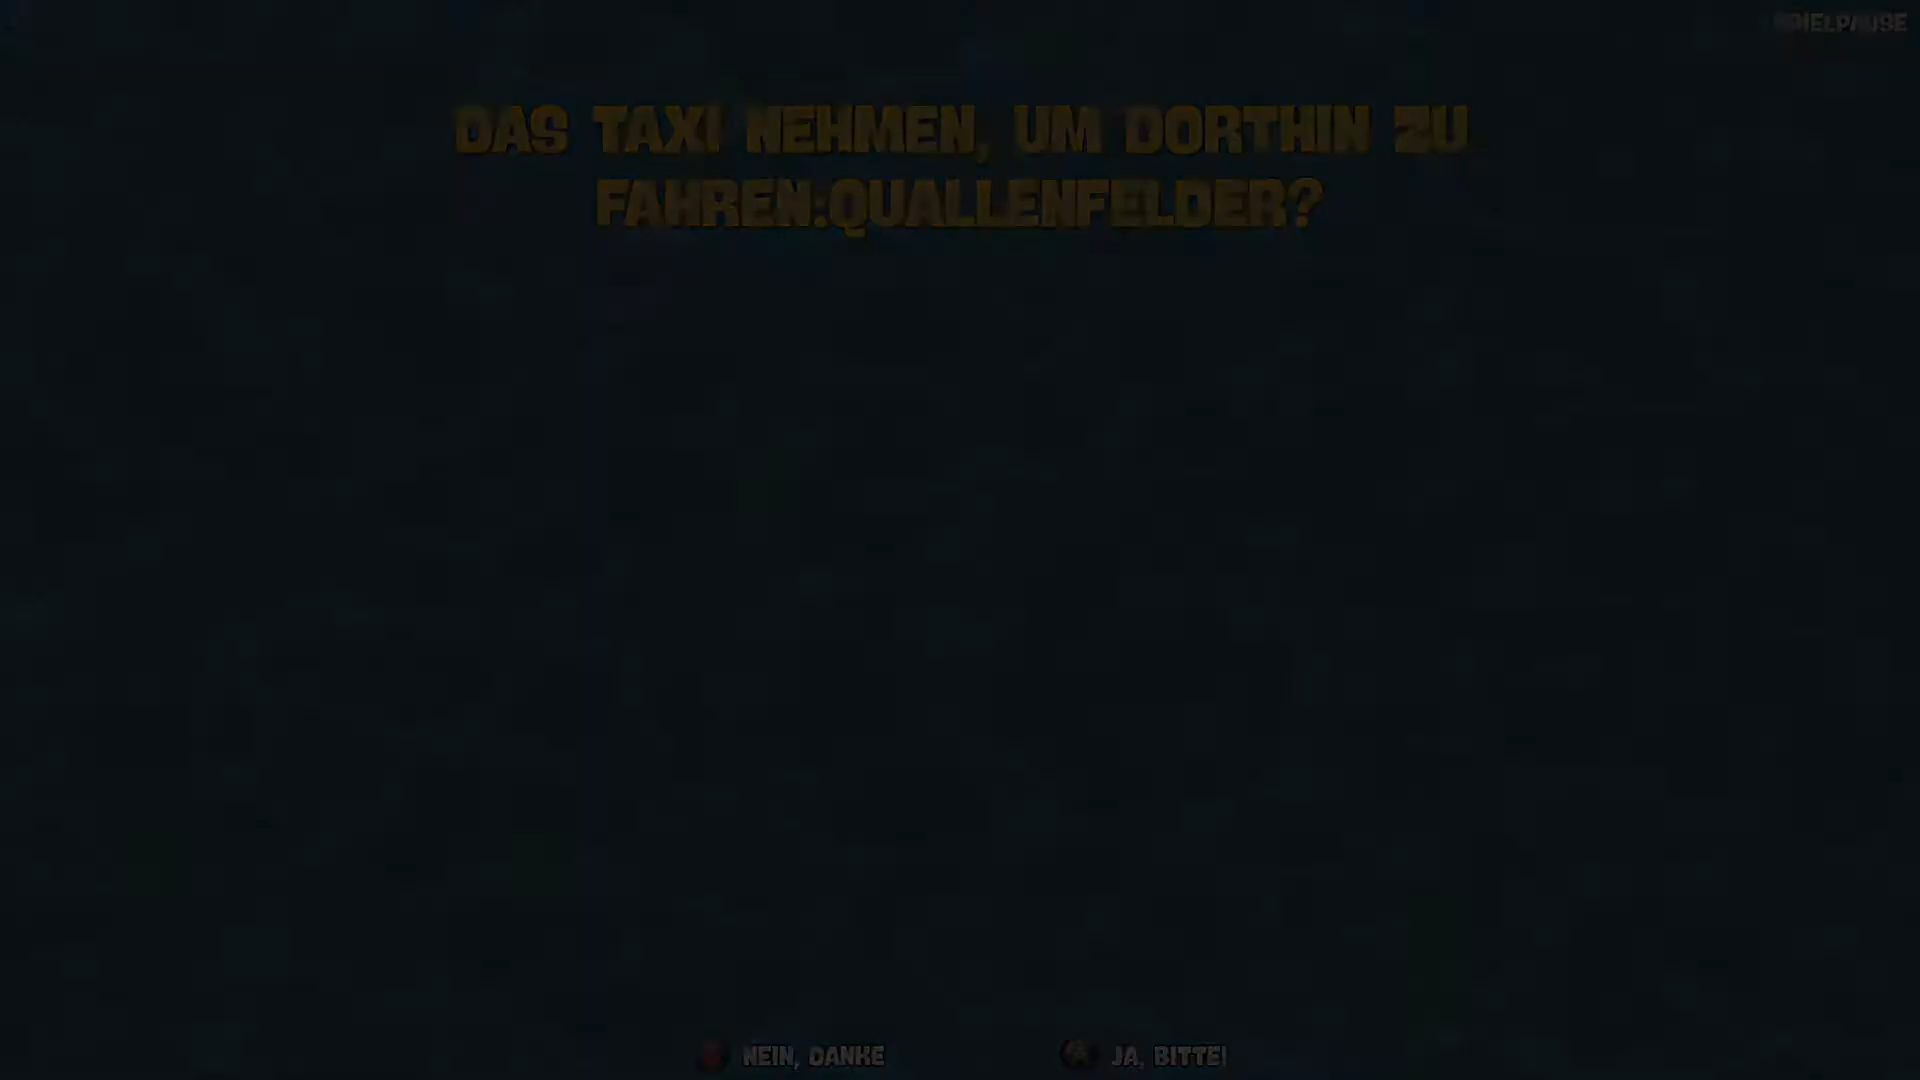 SPIELPAUSE
DAS TAXI NEHMEN, UM DORTHIN ZU
FAHREN:QUALLENFELDER?
NEIN, DANKE
A JA, BITTE!